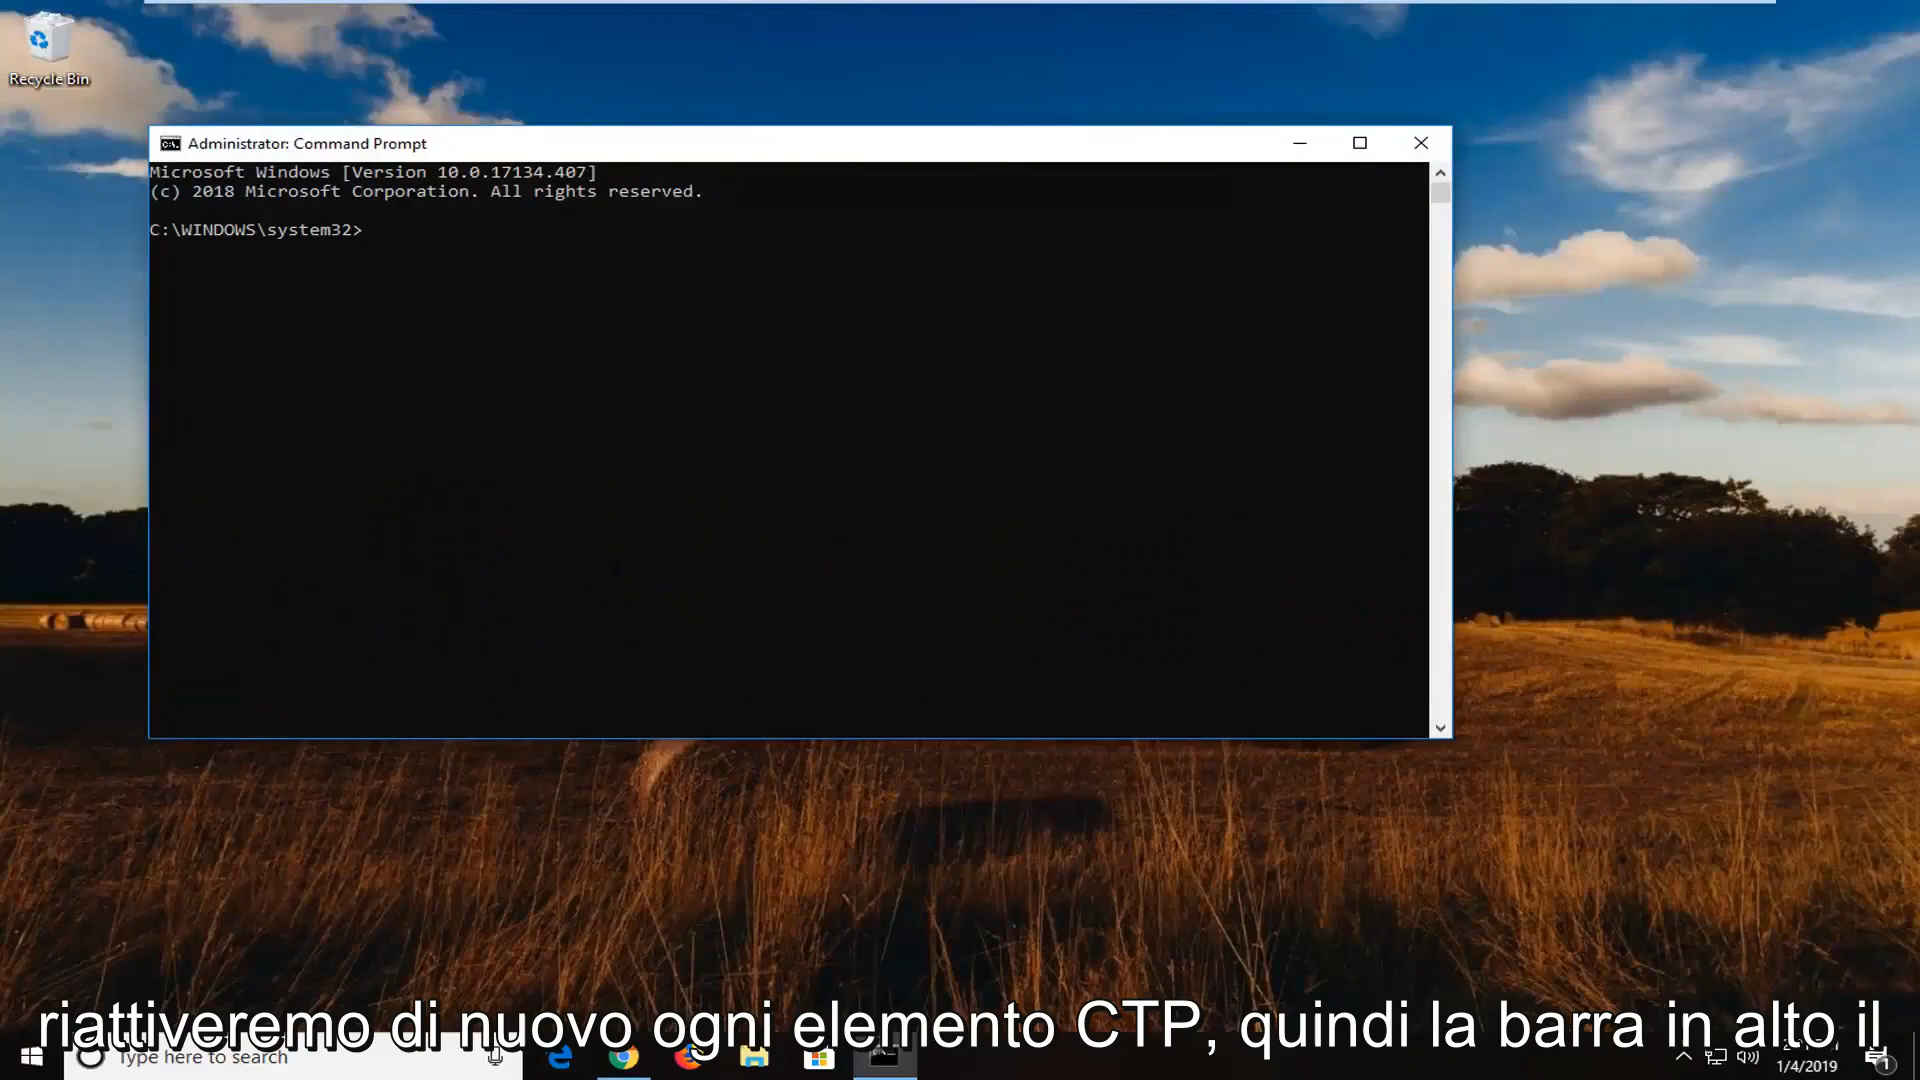 Recycle Bin
Administrator: Command Prompt
Microsoft Windows [Version 10.0.17134.407]
(c) 2018 Microsoft Corporation. All rights reserved.
C:\WINDOWS\system32>
riattiveremo di nuovo ogni elemento CTP, quindi la barra in alto il
Type here to search
1/4/2019
1